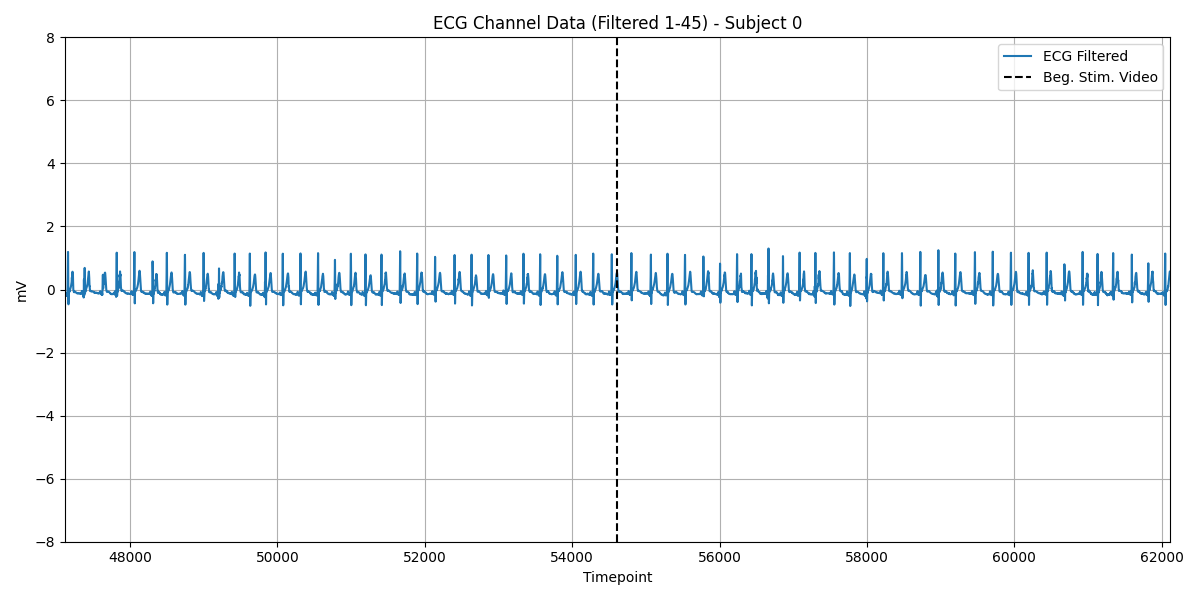 ECG Channel Data (Filtered 1-45) - Subject 0
8
6
4
2
0
−2
−4
−6
−8
mV
ECG Filtered
Beg. Stim. Video
48000 50000 52000 54000 56000 58000 60000 62000
Timepoint